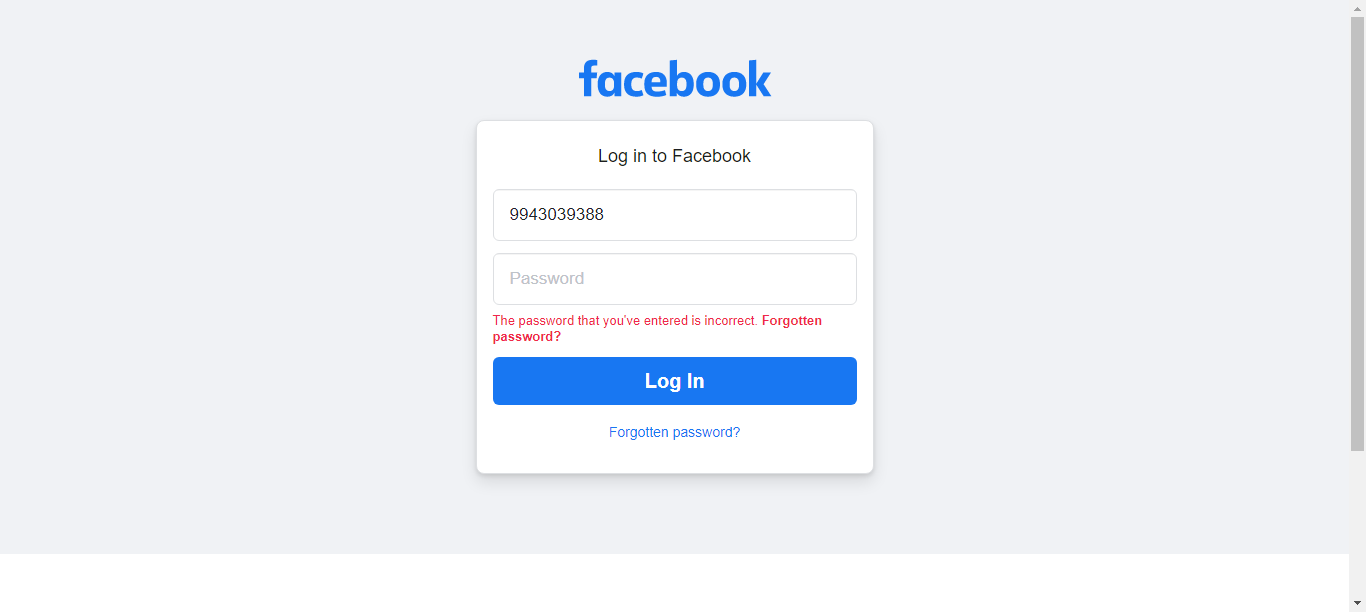 facebook
Log in to Facebook
9943039388
Password
The password that you've entered is incorrect. Forgotten
password?
Log In
Forgotten password?